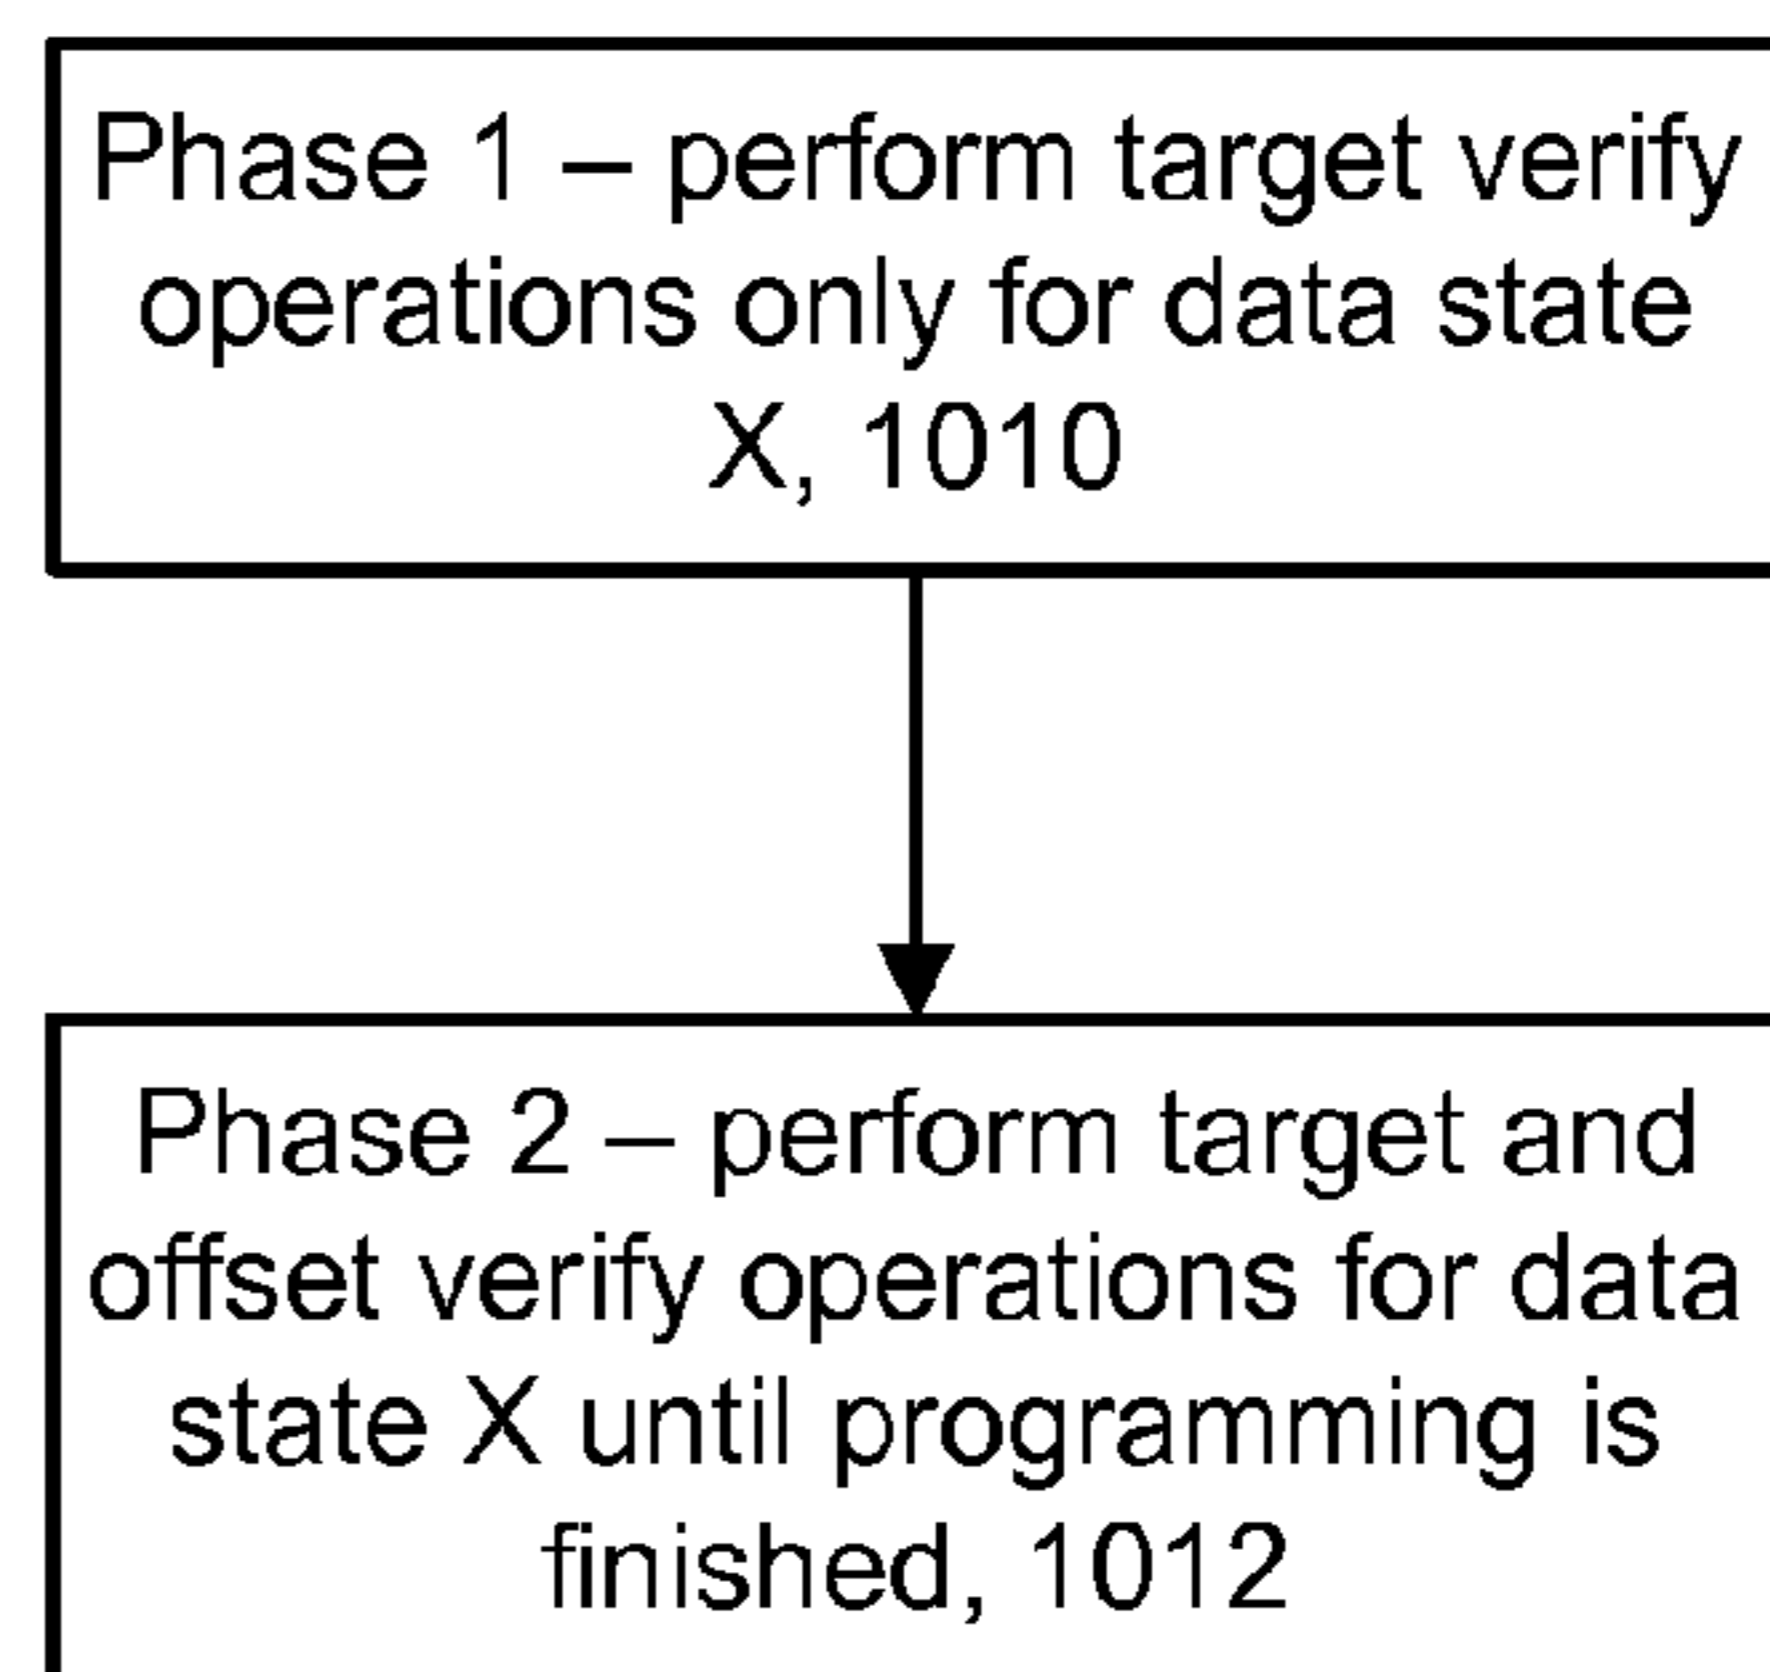 Phase 1 – perform target verify
operations only for data state
X, 1010
Phase 2 – perform target and
offset verify operations for data
state X until programming is
finished, 1012